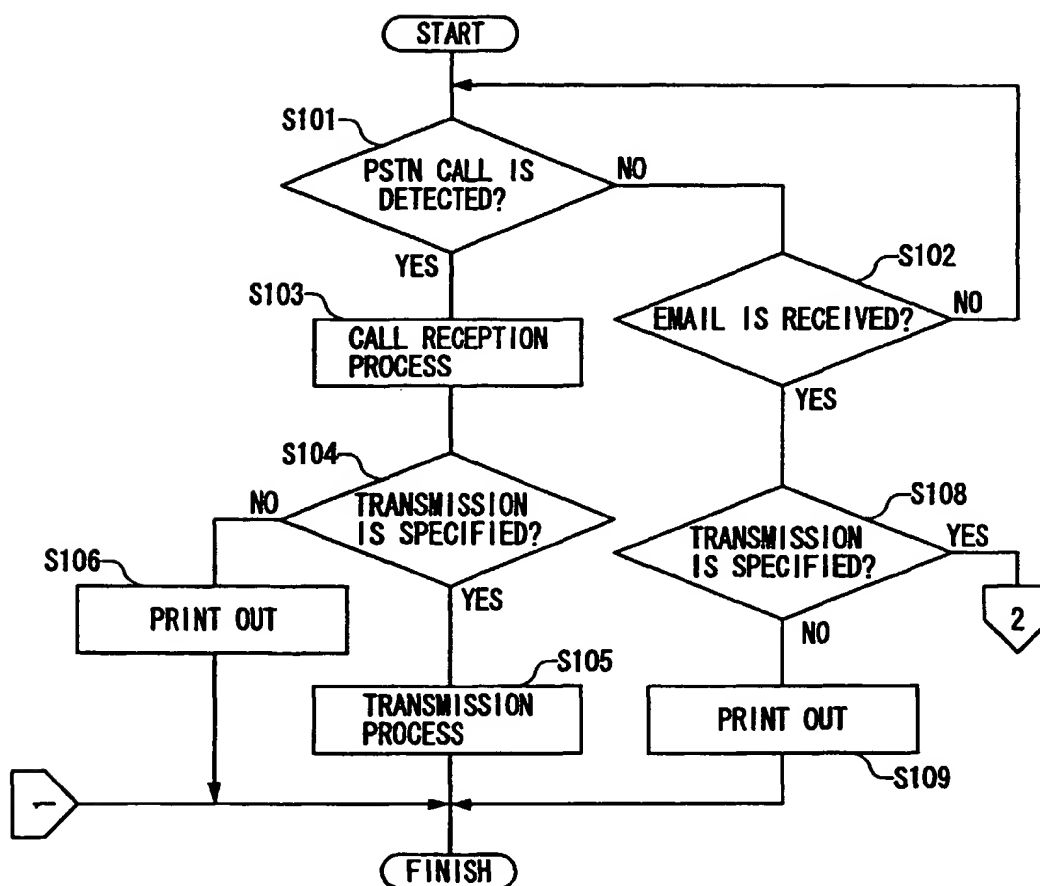 START
S101
PSTN CALL IS
DETECTED?
NO
YES
S102
EMAIL IS RECEIVED?
NO
YES
S103
CALL RECEPTION
PROCESS
S104
TRANSMISSION
IS SPECIFIED?
NO
YES
S108
TRANSMISSION
IS SPECIFIED?
YES
NO
2
S106
PRINT OUT
S105
TRANSMISSION
PROCESS
PRINT OUT
S109
1
FINISH